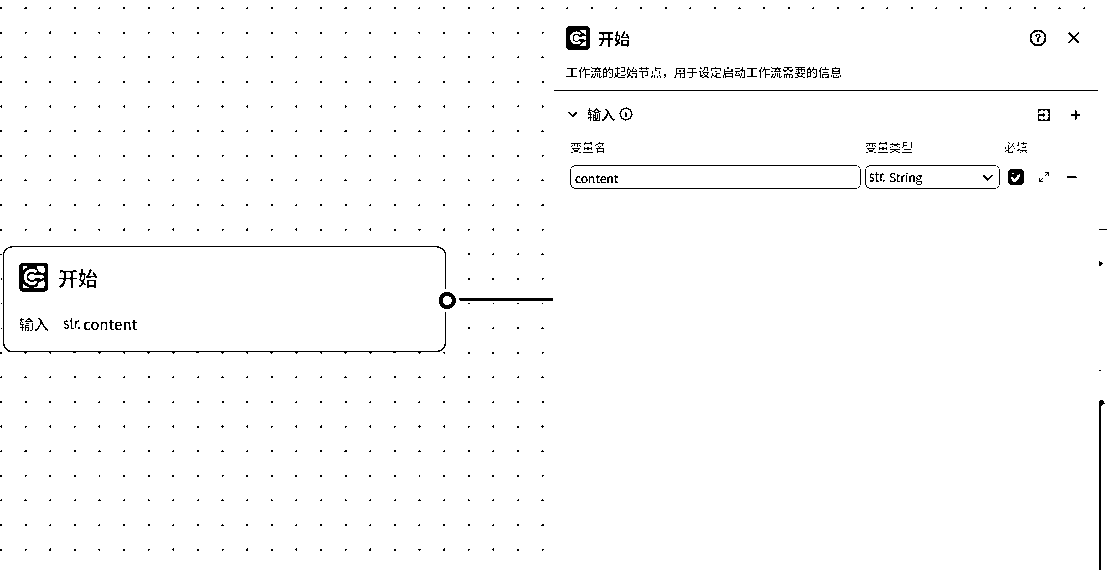 开始
输入 str. content
开始
工作流的起始节点，用于设定启动工作流需要的信息
输入
变量名 变量类型 必填
content str. String